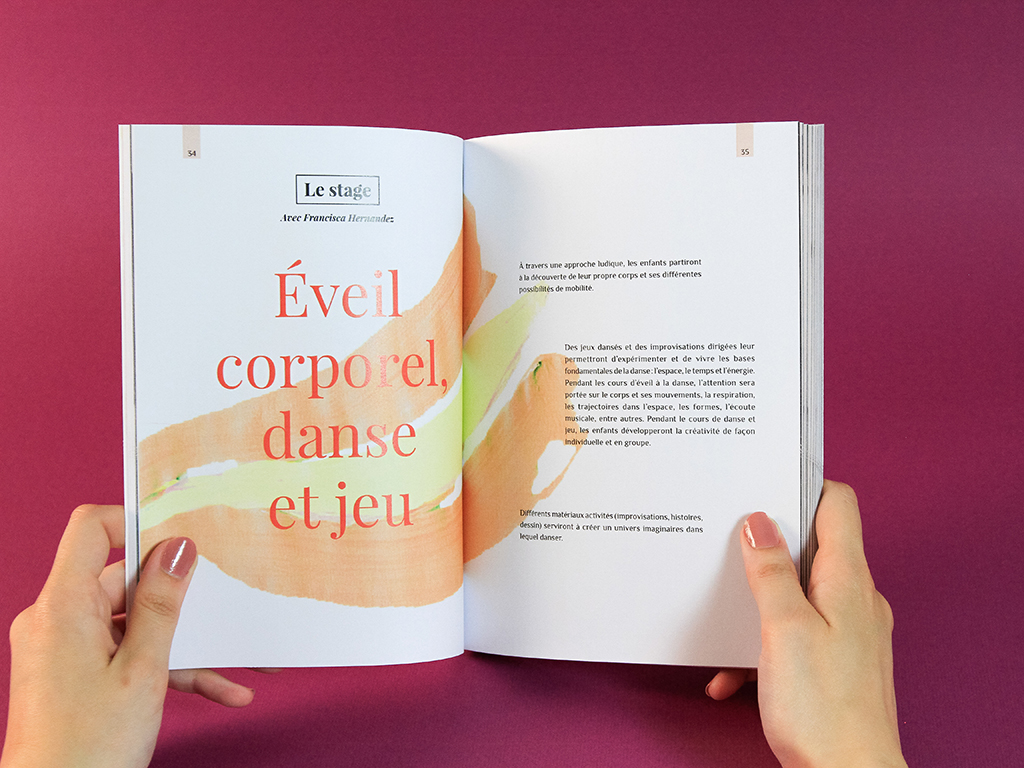 34
Le stage
Avec Francisca Hernandez
Éveil
corporel,
danse
et jeu
35
À travers une approche ludique, les enfants partiront
à la découverte de leur propre corps et ses différentes
possibilités de mobilité.
Des jeux dansés et des improvisations dirigées leur
permettront d'expérimenter et de vivre les bases
fondamentales de la danse : l'espace, le temps et l'énergie.
Pendant les cours d'éveil à la danse, l'attention sera
portée sur le corps et ses mouvements, la respiration,
les trajectoires dans l'espace, les formes, l'écoute
musicale, entre autres. Pendant le cours de danse et
jeu, les enfants développeront la créativité de façon
individuelle et en groupe.
Différents matériaux activités (improvisations, histoires,
dessin) serviront à créer un univers imaginaires dans
lequel danser.